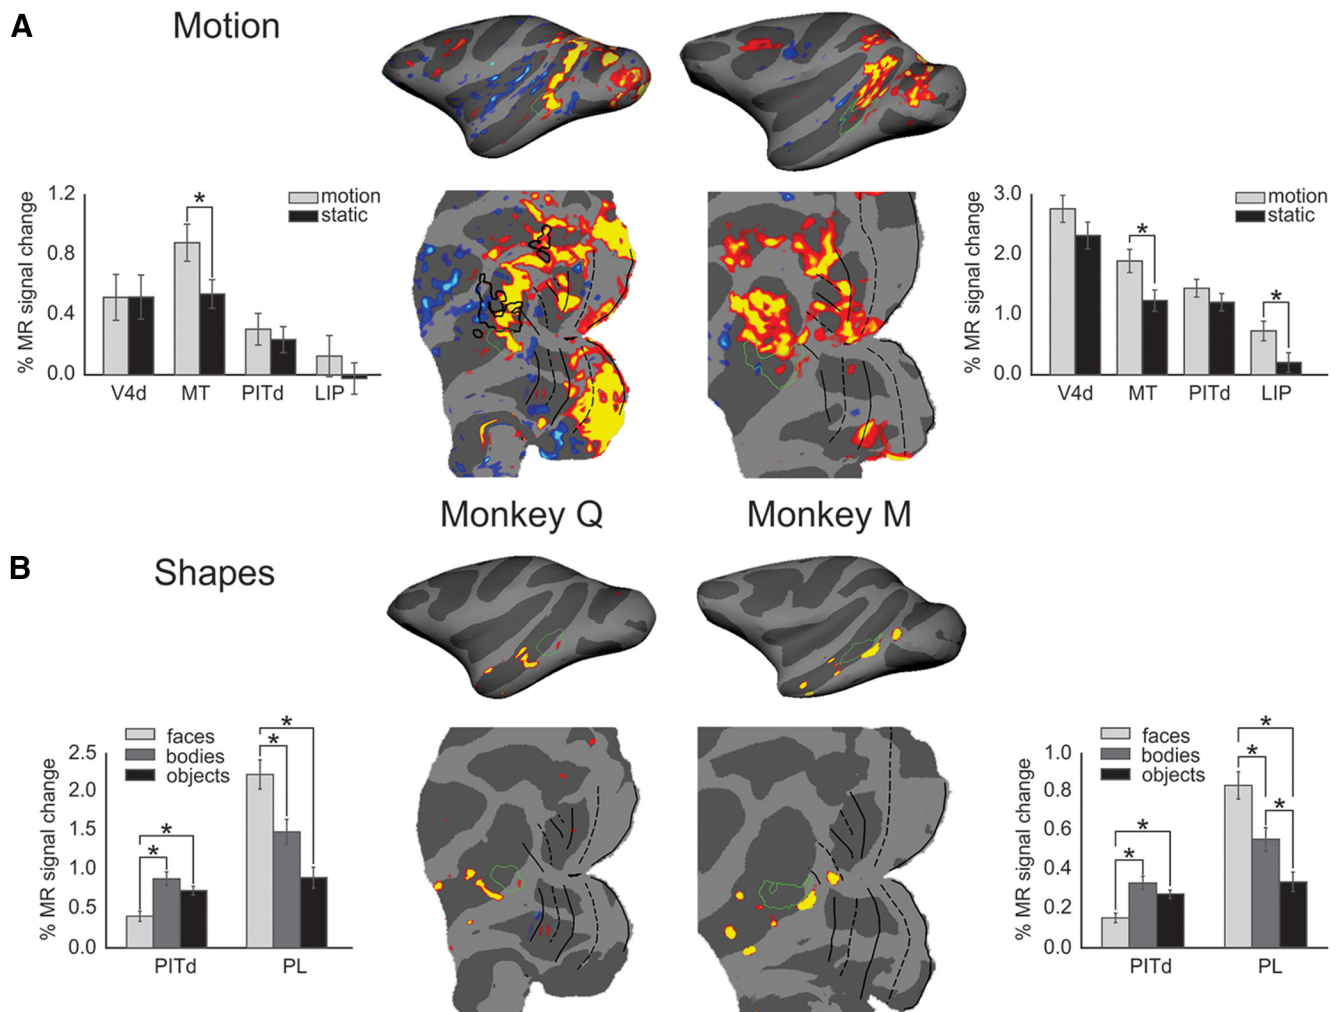 A
Motion
1.2
0.8
0.4
0.0
% MR signal change
*
motion
static
V4d MT PITd LIP
3.0
2.0
1.0
0.0
% MR signal change
* *
motion
static
V4d MT PITd LIP
Monkey Q Monkey M
B
Shapes
faces
bodies
objects
2.5
2.0
1.5
1.0
0.5
0.0
% MR signal change
* *
* *
PITd PL
faces
bodies
objects
1.0
0.8
0.6
0.4
0.2
0.0
% MR signal change
* *
* * *
PITd PL